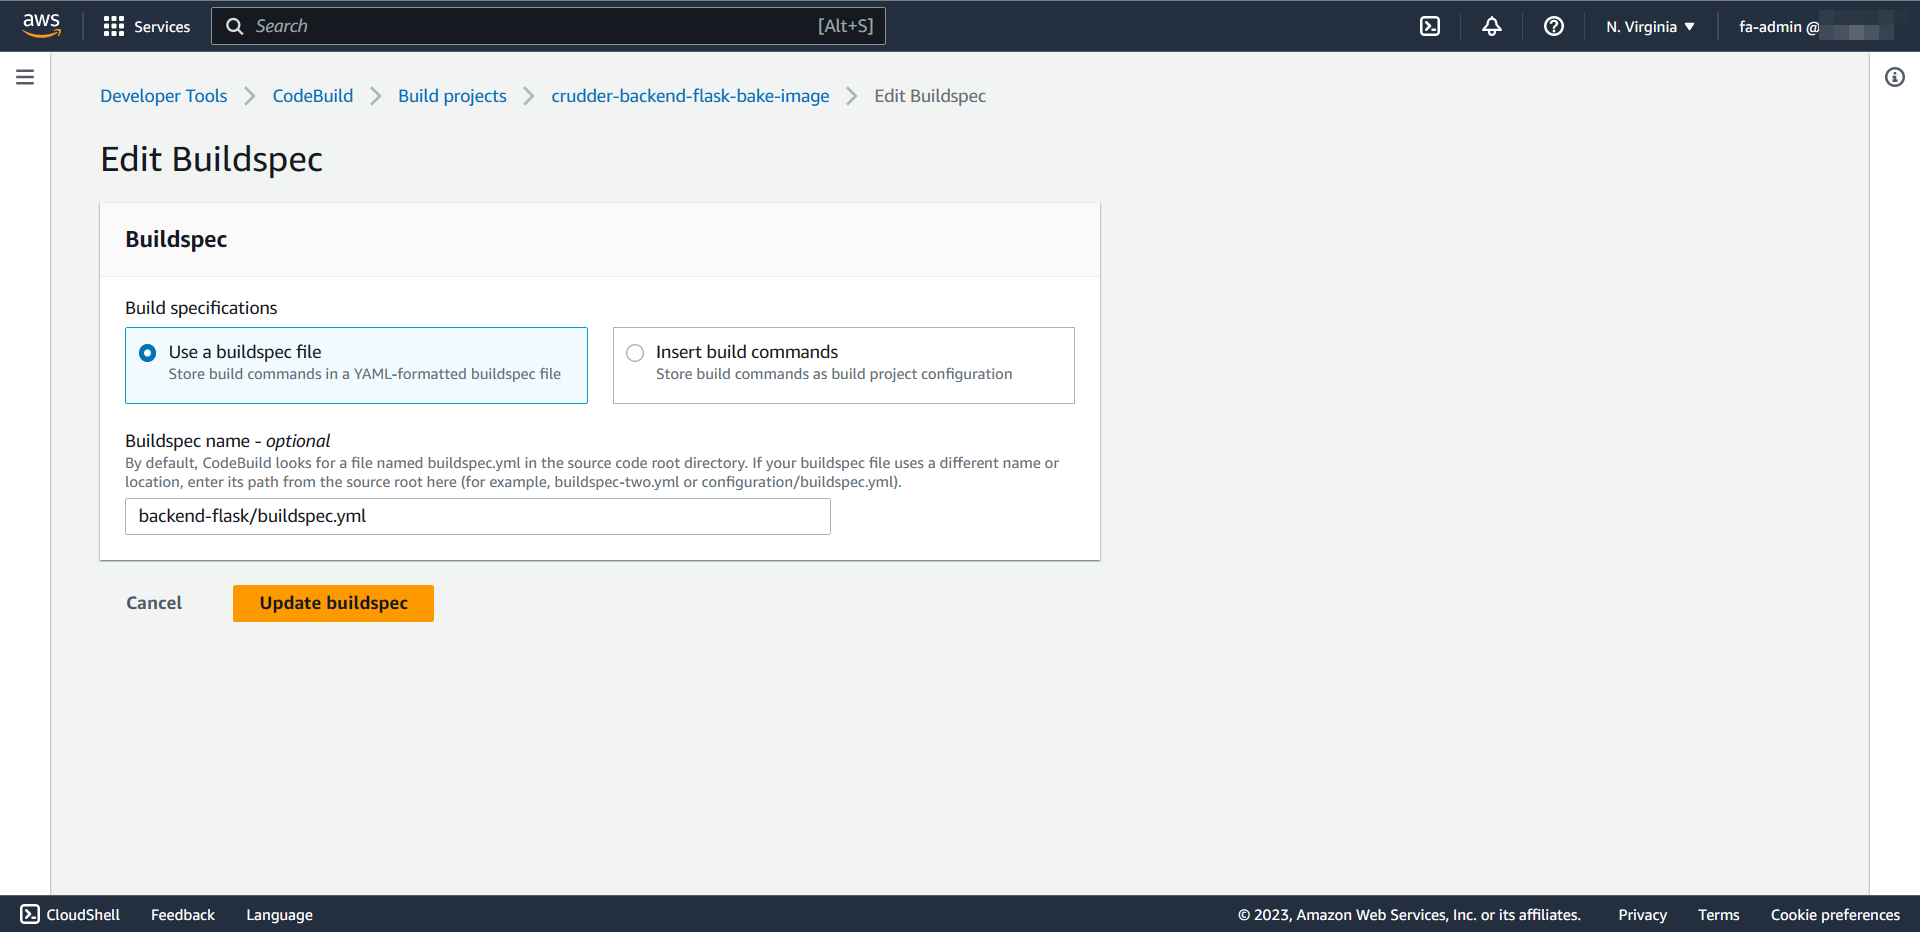 aws Services Search [Alt+S] N. Virginia fa-admin @
Developer Tools CodeBuild Build projects crudder-backend-flask-bake-image Edit Buildspec
Edit Buildspec
Buildspec
Build specifications
Use a buildspec file
Store build commands in a YAML-formatted buildspec file
Insert build commands
Store build commands as build project configuration
Buildspec name - optional
By default, CodeBuild looks for a file named buildspec.yml in the source code root directory. If your buildspec file uses a different name or
location, enter its path from the source root here (for example, buildspec-two.yml or configuration/buildspec.yml).
backend-flask/buildspec.yml
Cancel Update buildspec
CloudShell Feedback Language © 2023, Amazon Web Services, Inc. or its affiliates. Privacy Terms Cookie preferences